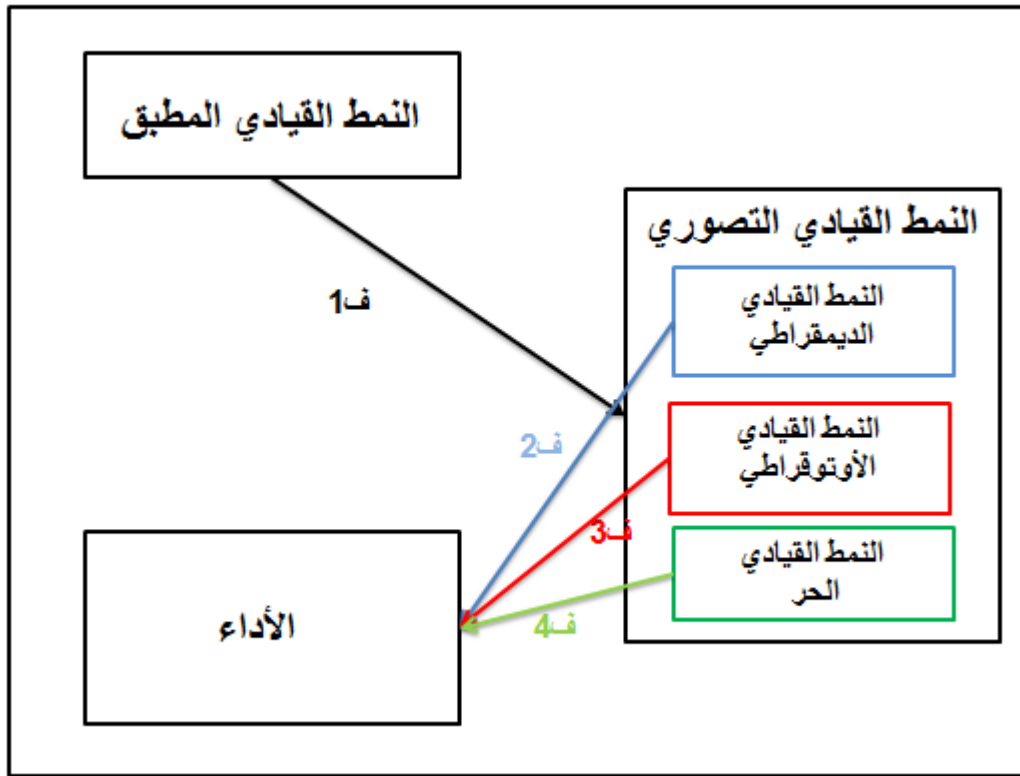 النمط القيادي المطبق
النمط القيادي التصوري
النمط القيادي
الديمقراطي
ف1
النمط القيادي
الأوتوقراطي
ف2
ف3
النمط القيادي
الحر
الأداء
ف4